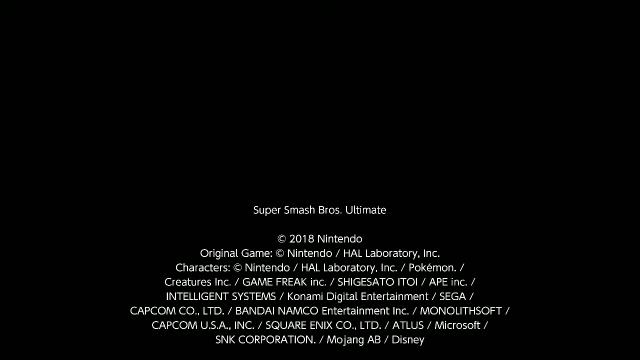 Super Smash Bros. Ultimate
© 2018 Nintendo
Original Game: © Nintendo / HAL Laboratory, Inc.
Characters: © Nintendo / HAL Laboratory, Inc. / Pokémon. /
Creatures Inc. / GAME FREAK inc. / SHIGESATO ITOI / APE inc. /
INTELLIGENT SYSTEMS / Konami Digital Entertainment / SEGA /
CAPCOM CO., LTD. / BANDAI NAMCO Entertainment Inc. / MONOLITHSOFT /
CAPCOM U.S.A., INC. / SQUARE ENIX CO., LTD. / ATLUS / Microsoft /
SNK CORPORATION. / Mojang AB / Disney